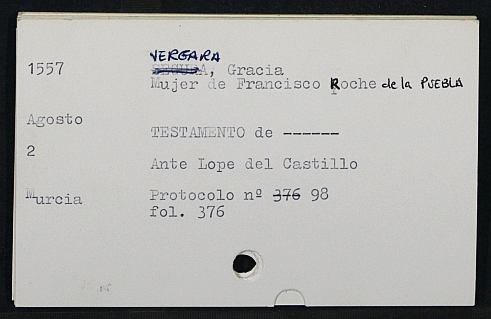 VERGARA
1557 SEGURA, Gracia
Mujer de Francisco Roche de la PUEBLA
Agosto
TESTAMENTO de ------
2
Ante Lope del Castillo
Murcia Protocolo nº 376 98
fol. 376